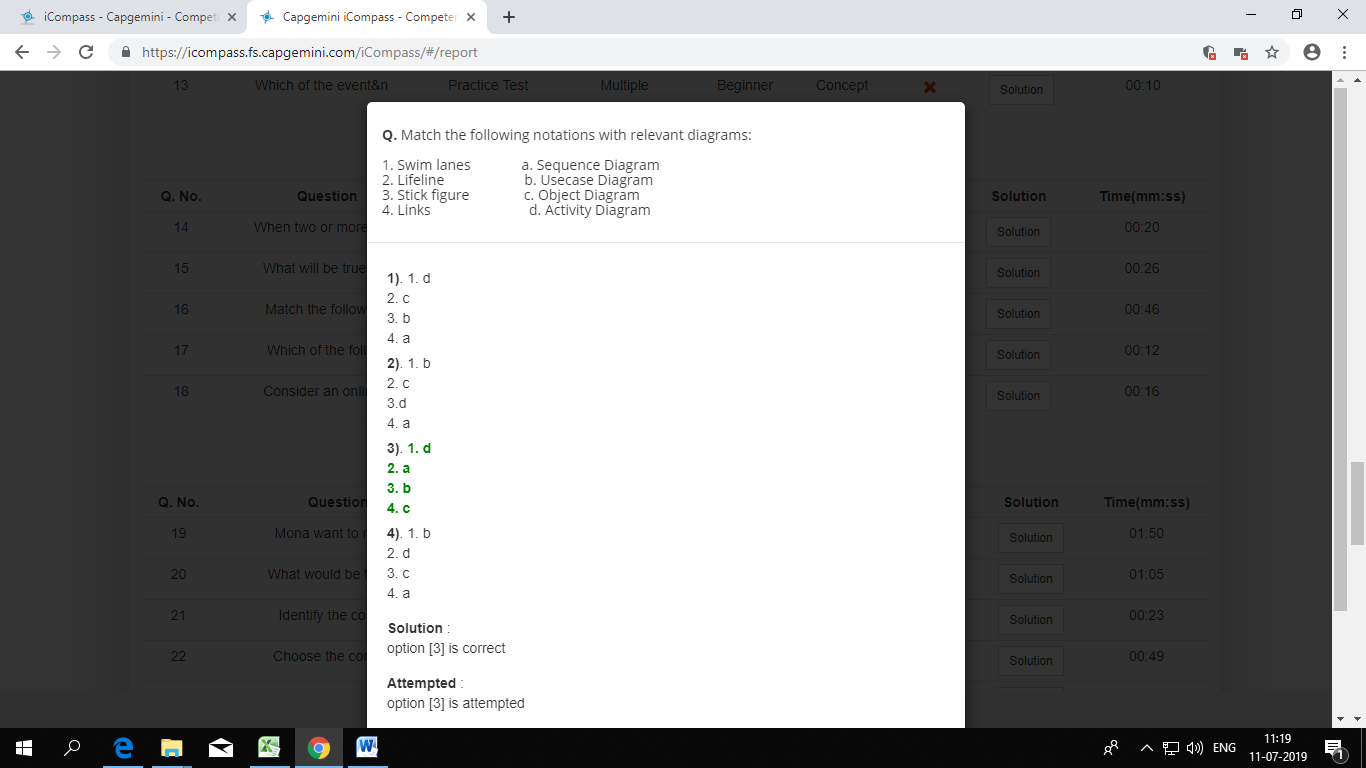 iCompass - Capgemini - Compet
Capgemini iCompass - Competen
https://icompass.fs.capgemini.com/iCompass/#/report
13 Which of the event&n Practice Test Multiple Beginner Concept Solution 00:10
Q. Match the following notations with relevant diagrams:
1. Swim lanes a. Sequence Diagram
2. Lifeline b. Usecase Diagram
3. Stick figure c. Object Diagram
4. Links d. Activity Diagram
Q. No. Question Solution Time(mm:ss)
14 When two or more Solution 00:20
15 What will be true Solution 00:26
16 Match the follow Solution 00:46
17 Which of the foll Solution 00:12
18 Consider an onli Solution 00:16
1). 1. d
2. c
3. b
4. a
2). 1. b
2. c
3.d
4. a
3). 1. d
2. a
3. b
4. c
4). 1. b
2. d
3. c
4. a
Q. No. Question Solution Time(mm:ss)
19 Mona want to Solution 01:50
20 What would be Solution 01:05
21 Identify the co Solution 00:23
22 Choose the cor Solution 00:49
Solution :
option [3] is correct
Attempted :
option [3] is attempted
ENG
11:19
11-07-2019
1